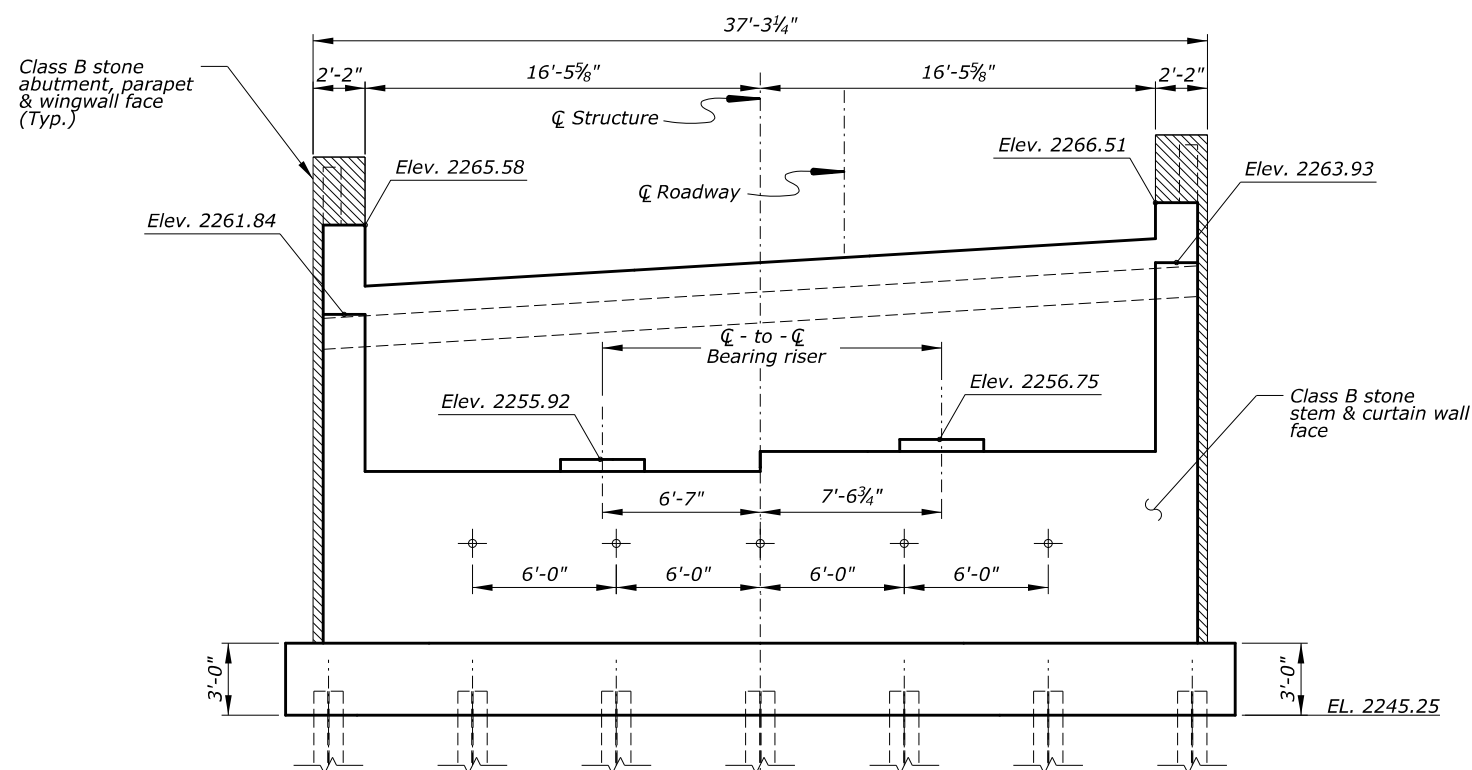 37'-3¼"
Class B stone
abutment, parapet
& wingwall face
(Typ.)
2'-2"
16'-5⅝"
16'-5⅝"
2'-2"
℄ Structure
℄ Roadway
Elev. 2265.58
Elev. 2266.51
Elev. 2263.93
Elev. 2261.84
℄ - to - ℄
Bearing riser
Elev. 2255.92
Elev. 2256.75
Class B stone
stem & curtain wall
face
6'-7"
7'-6¾"
6'-0"
6'-0"
6'-0"
6'-0"
3'-0"
3'-0"
EL. 2245.25